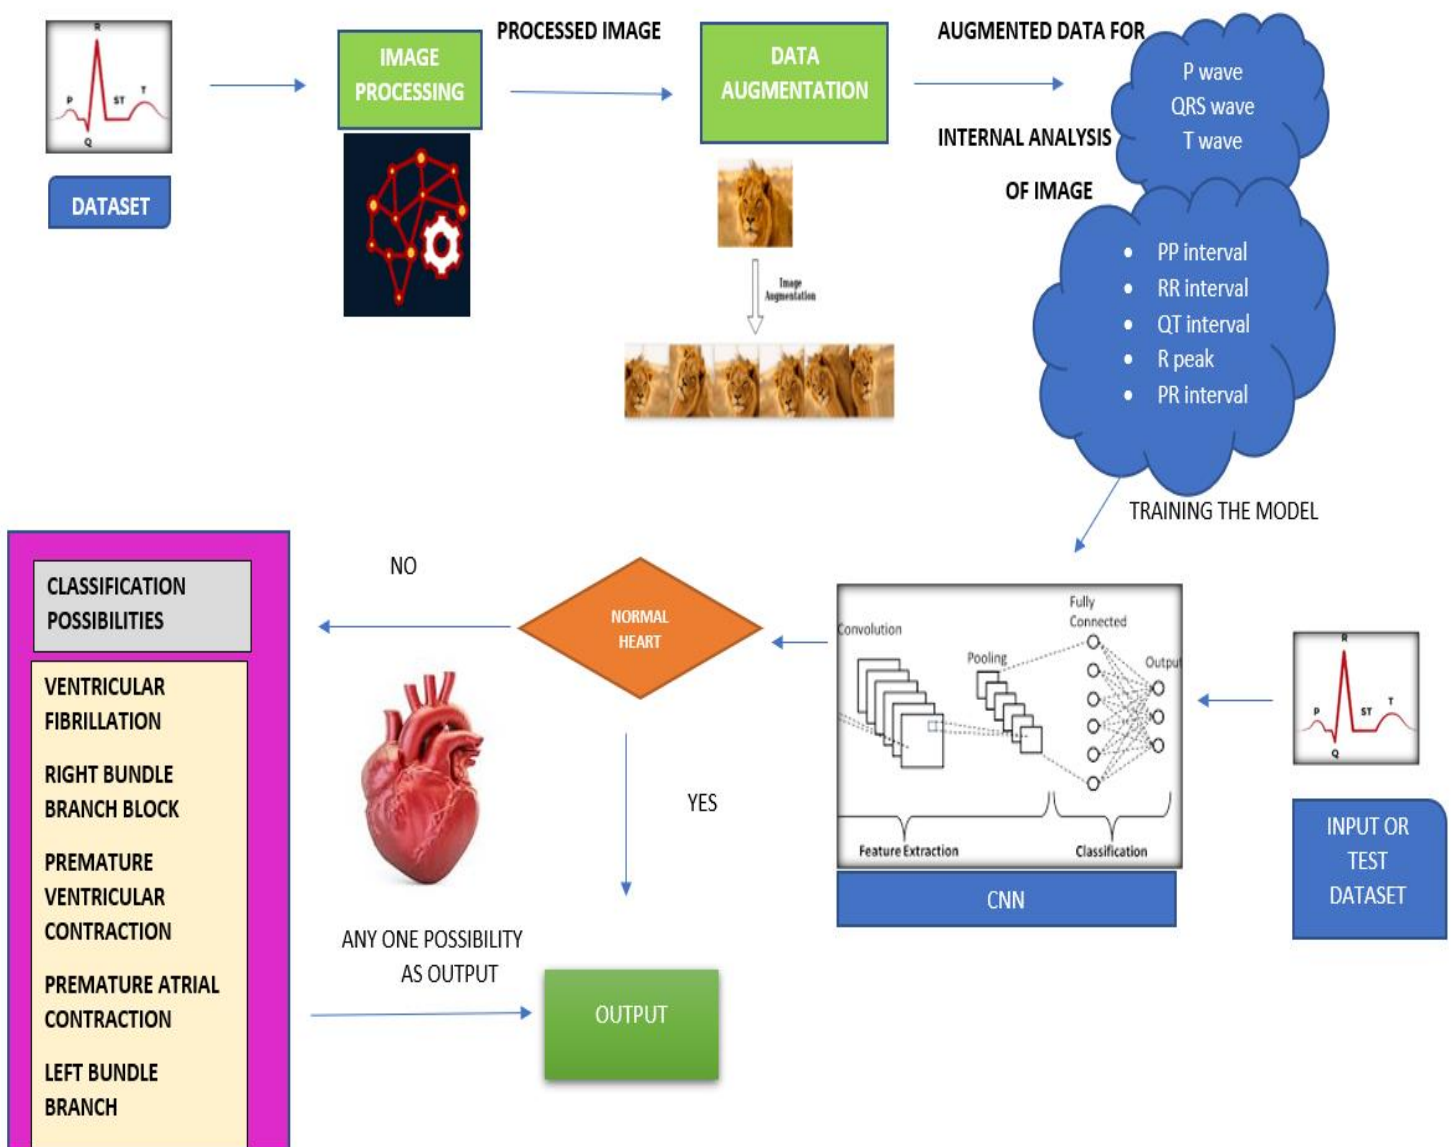 R
P
ST
T
Q
DATASET
IMAGE
PROCESSING
PROCESSED IMAGE
DATA
AUGMENTATION
Image
Augmentation
AUGMENTED DATA FOR
INTERNAL ANALYSIS
OF IMAGE
P wave
QRS wave
T wave
• PP interval
• RR interval
• QT interval
• R peak
• PR interval
TRAINING THE MODEL
R
P
ST
T
Q
INPUT OR
TEST
DATASET
Convolution
Pooling
Fully
Connected
Output
Feature Extraction
Classification
CNN
NORMAL
HEART
NO
YES
CLASSIFICATION
POSSIBILITIES
VENTRICULAR
FIBRILLATION
RIGHT BUNDLE
BRANCH BLOCK
PREMATURE
VENTRICULAR
CONTRACTION
PREMATURE ATRIAL
CONTRACTION
LEFT BUNDLE
BRANCH
ANY ONE POSSIBILITY
AS OUTPUT
OUTPUT